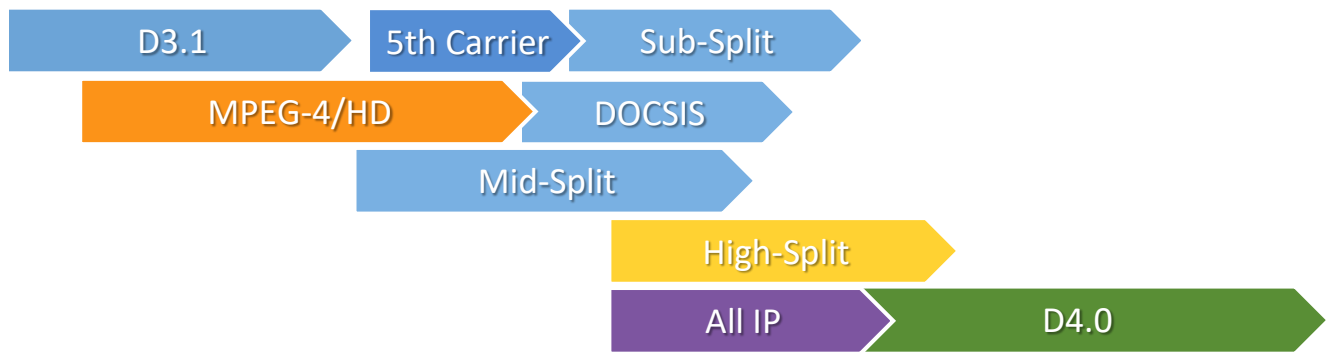 D3.1 5th Carrier Sub-Split
MPEG-4/HD DOCSIS
Mid-Split
High-Split
All IP D4.0